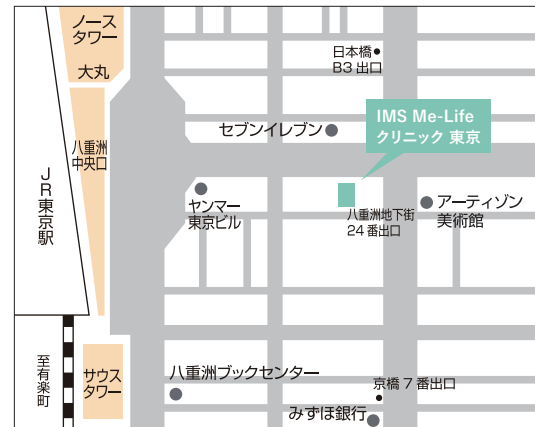 ノース
タワー
大丸
日本橋
B3 出口
IMS Me-Life
クリニック 東京
セブンイレブン
八重洲
中央口
JR東京駅
ヤンマー
東京ビル
八重洲地下街
24 番出口
アーティゾン
美術館
至有楽町
サウス
タワー
八重洲ブックセンター
京橋 7 番出口
みずほ銀行